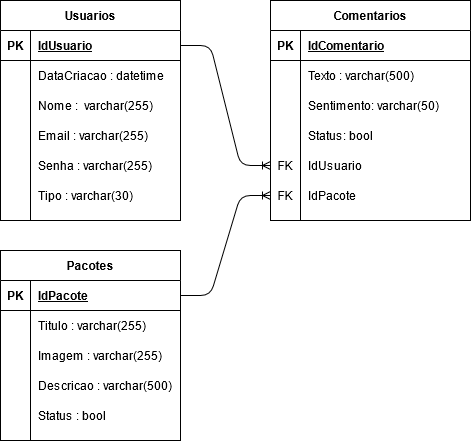 Usuarios
PK IdUsuario
DataCriacao : datetime
Nome : varchar(255)
Email : varchar(255)
Senha : varchar(255)
Tipo : varchar(30)
Comentarios
PK IdComentario
Texto : varchar(500)
Sentimento: varchar(50)
Status: bool
FK IdUsuario
FK IdPacote
Pacotes
PK IdPacote
Titulo : varchar(255)
Imagem : varchar(255)
Descricao : varchar(500)
Status : bool